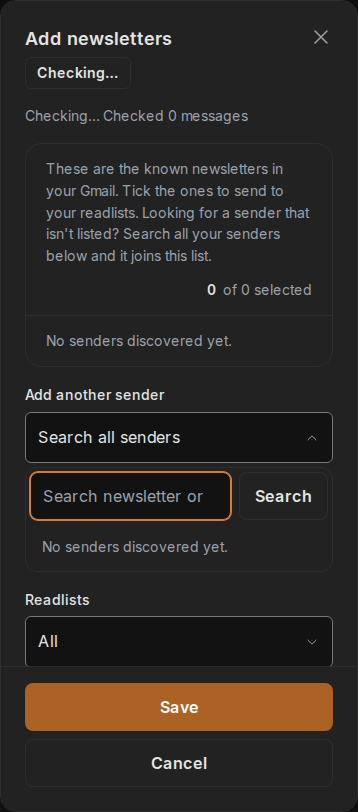 Add newsletters
Checking...
Checking... Checked 0 messages
These are the known newsletters in
your Gmail. Tick the ones to send to
your readlists. Looking for a sender that
isn't listed? Search all your senders
below and it joins this list.
0 of 0 selected
No senders discovered yet.
Add another sender
Search all senders
Search newsletter or
Search
No senders discovered yet.
Readlists
All
Save
Cancel